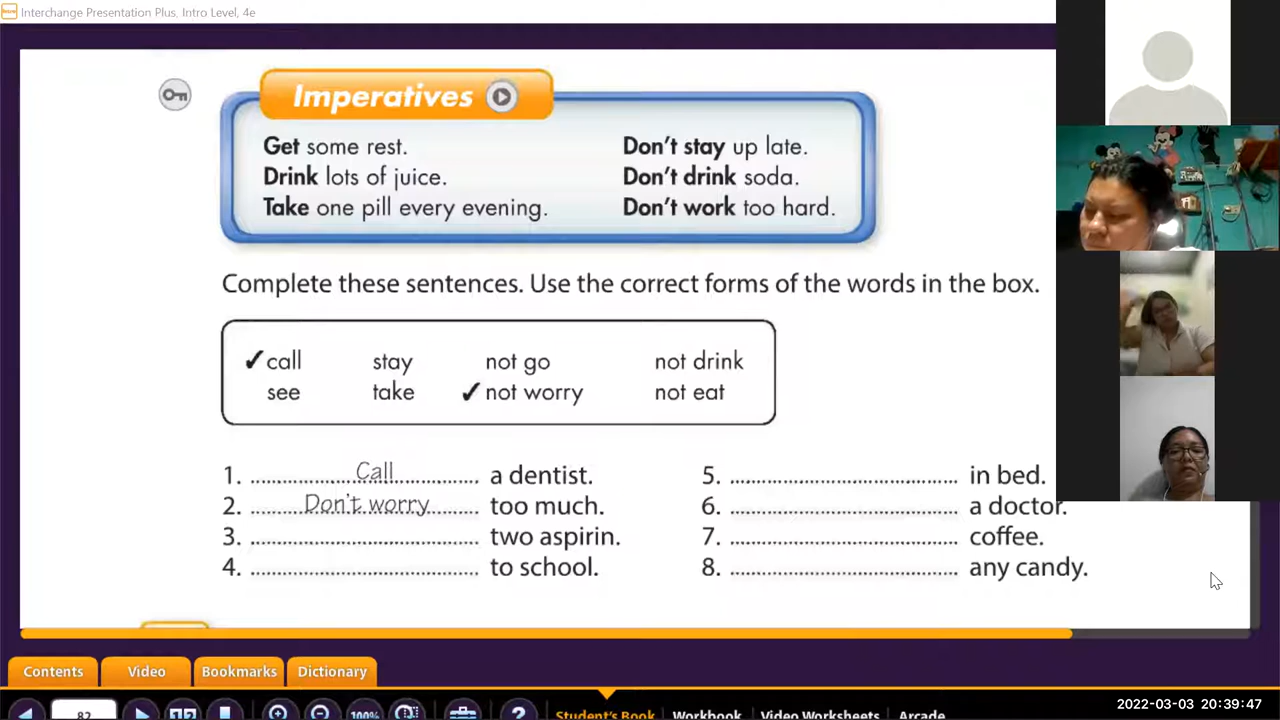 Interchange Presentation Plus, Intro Level, 4e
Imperatives
Get some rest. Don't stay up late.
Drink lots of juice. Don't drink soda.
Take one pill every evening. Don't work too hard.
Complete these sentences. Use the correct forms of the words in the box.
✓ call stay not go not drink
see take ✓ not worry not eat
1. Call a dentist. 5. in bed.
2. Don't worry too much. 6. a doctor.
3. two aspirin. 7. coffee.
4. to school. 8. any candy.
Contents Video Bookmarks Dictionary
82 100% ? Student's Book Workbook Video Worksheets Arcade
2022-03-03 20:39:47